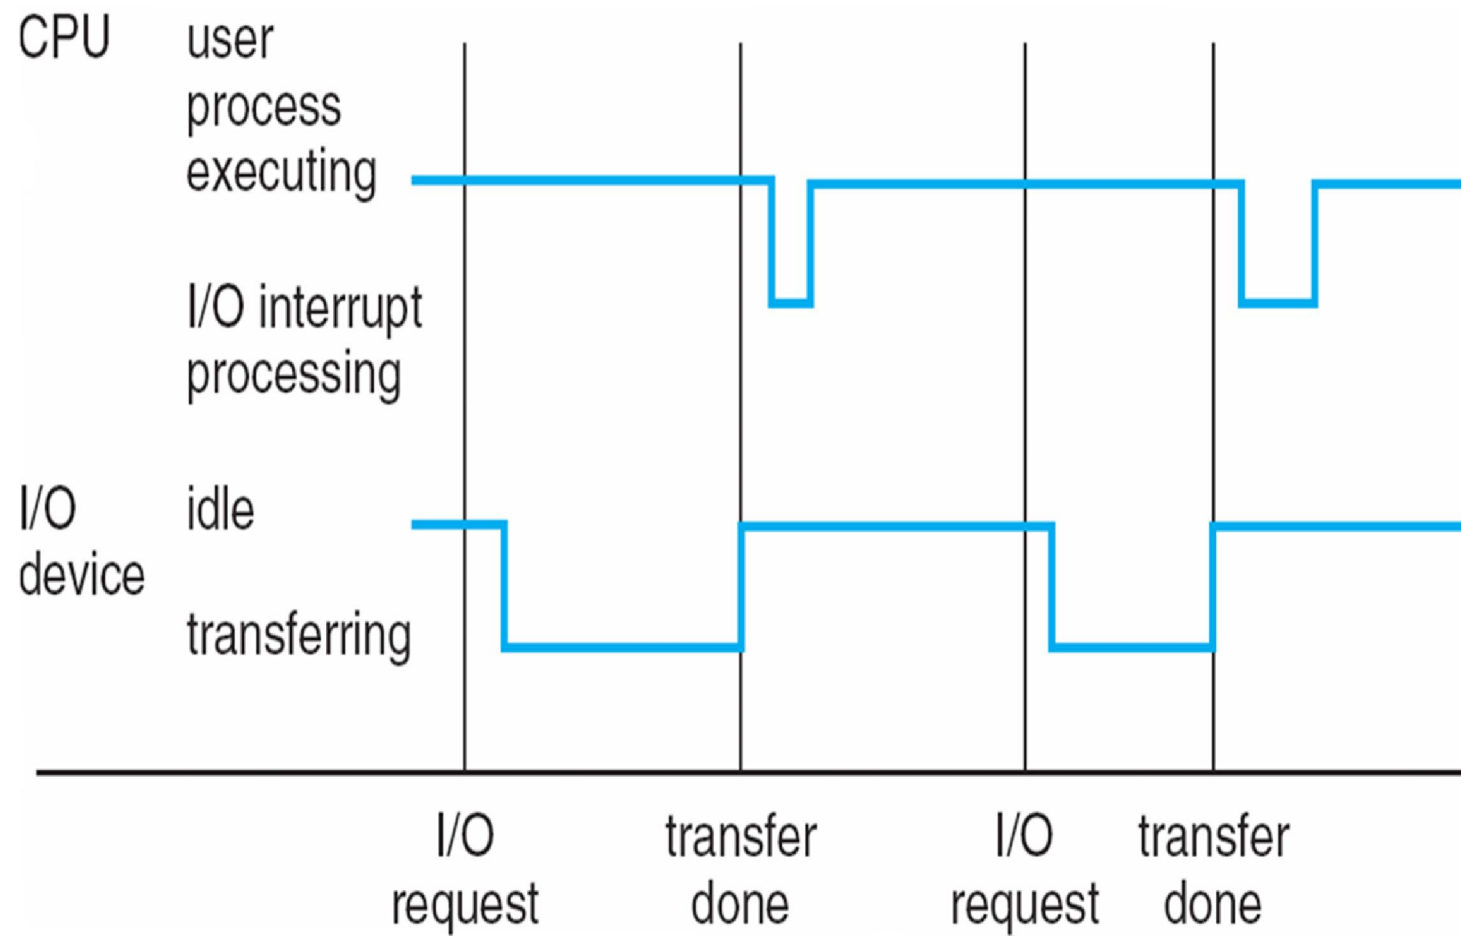 CPU
user
process
executing
I/O interrupt
processing
I/O
device
idle
transferring
I/O
request
transfer
done
I/O
request
transfer
done